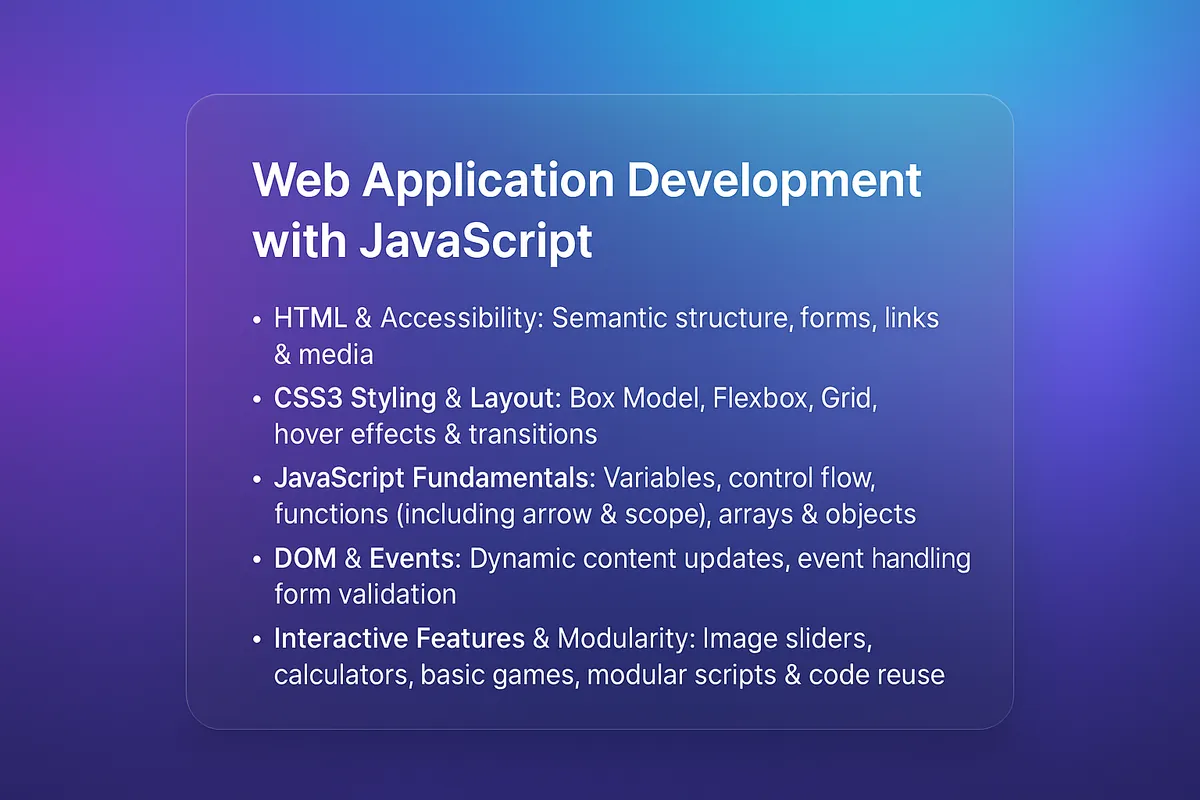 Web Application Development
with JavaScript
• HTML & Accessibility: Semantic structure, forms, links
& media
• CSS3 Styling & Layout: Box Model, Flexbox, Grid,
hover effects & transitions
• JavaScript Fundamentals: Variables, control flow,
functions (including arrow & scope), arrays & objects
• DOM & Events: Dynamic content updates, event handling
form validation
• Interactive Features & Modularity: Image sliders,
calculators, basic games, modular scripts & code reuse